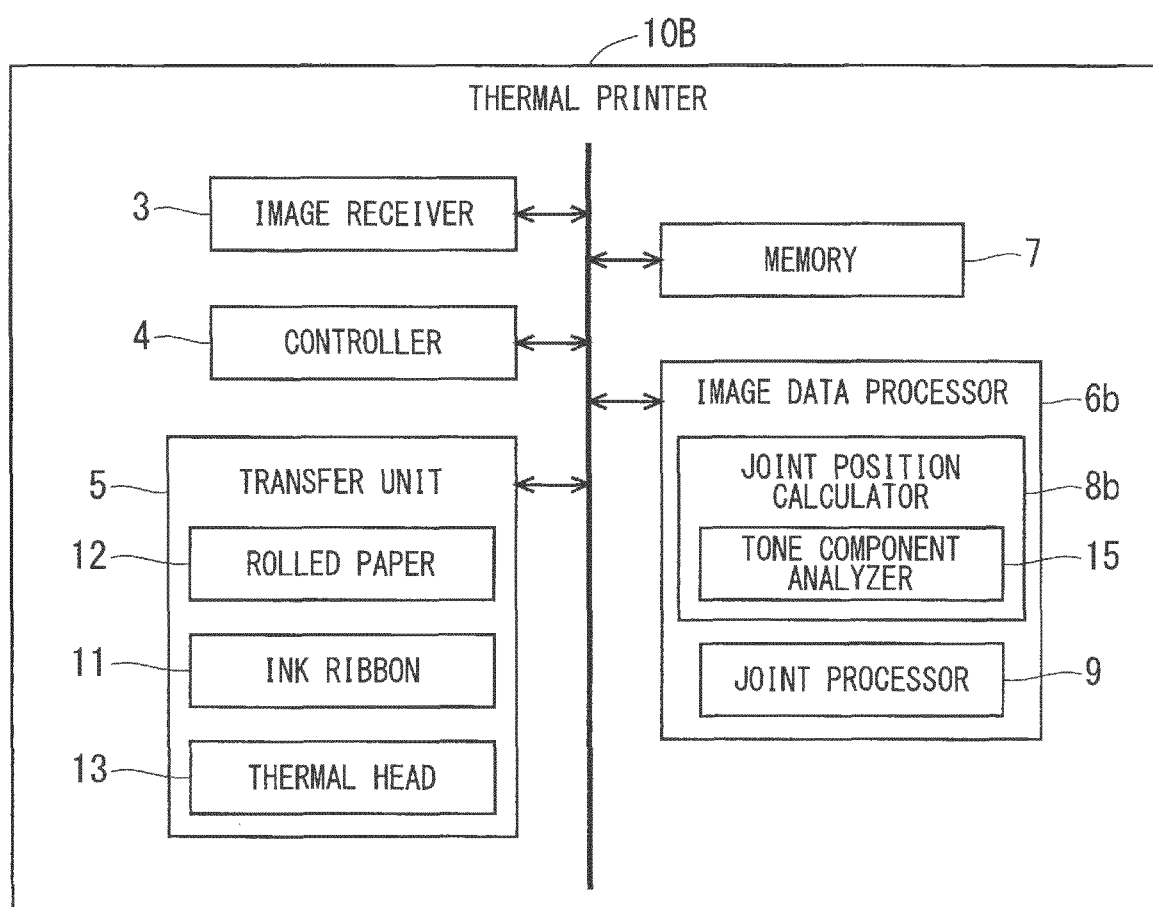 10B
THERMAL PRINTER
3
IMAGE RECEIVER
MEMORY
7
4
CONTROLLER
IMAGE DATA PROCESSOR
6b
5
TRANSFER UNIT
JOINT POSITION
CALCULATOR
8b
12
ROLLED PAPER
TONE COMPONENT
ANALYZER
15
11
INK RIBBON
JOINT PROCESSOR
9
13
THERMAL HEAD